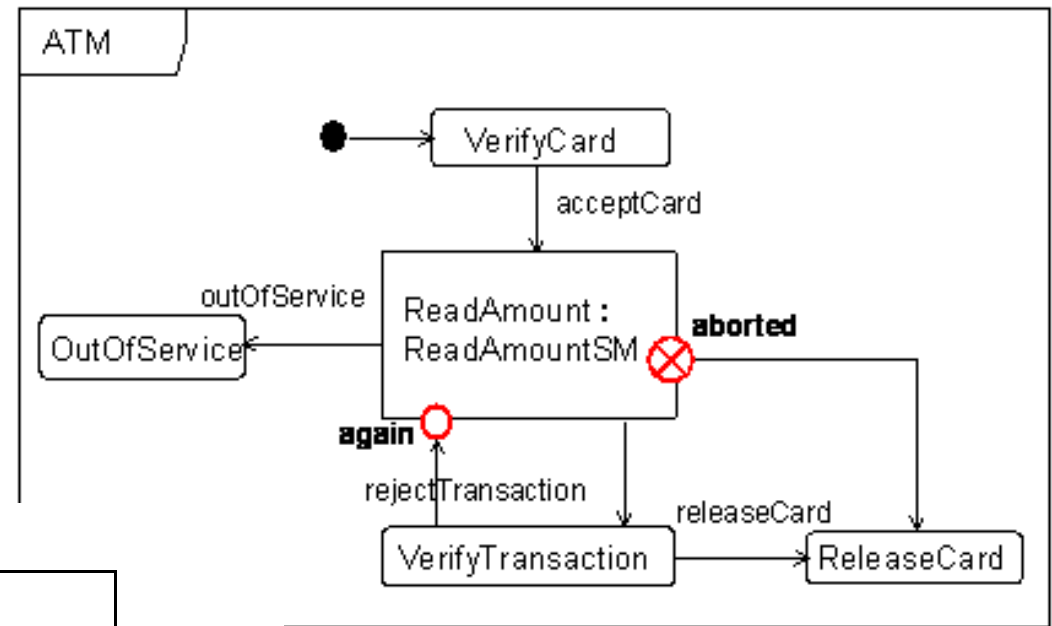 ATM
VerifyCard
acceptCard
outOfService
ReadAmount :
ReadAmountSM
aborted
OutOfService
again
rejectTransaction
releaseCard
VerifyTransaction
ReleaseCard